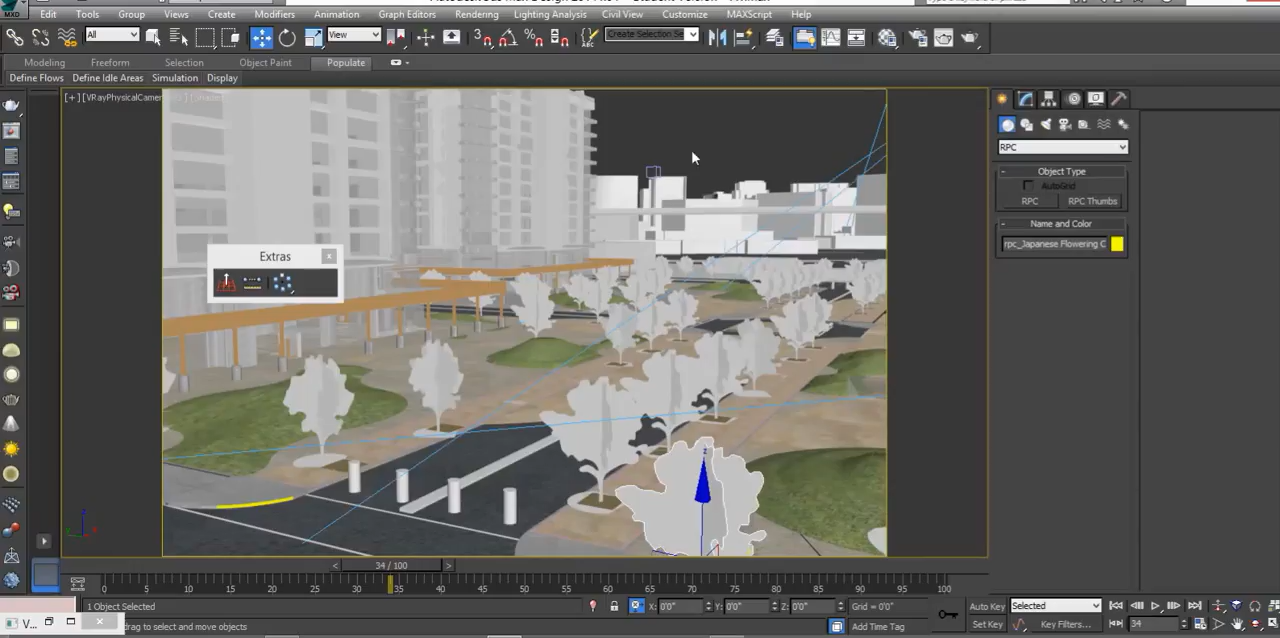 Edit Tools Group Views Create Modifiers Animation Graph Editors Rendering Lighting Analysis Civil View Customize MAXScript Help
All View Create Selection Se
Modeling Freeform Selection Object Paint Populate
Define Flows Define Idle Areas Simulation Display
[+] [VRayPhysicalCamer
RPC
Object Type
AutoGrid
RPC RPC Thumbs
Name and Color
rpc_Japanese Flowering C
Extras
x
< 34 / 100 >
5 10 15 20 25 30 35 40 45 50 55 60 65 70 75 80 85 90 95 100
1 Object Selected X: 0'0" Y: 0'0" Z: 0'0" Grid = 0'0" Auto Key Selected
V... drag to select and move objects Add Time Tag Set Key Key Filters... 34